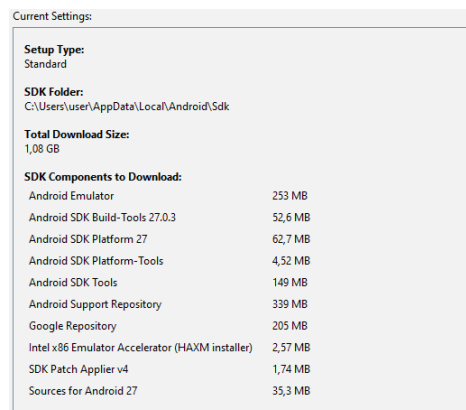 Current Settings:
Setup Type:
Standard
SDK Folder:
C:\Users\user\AppData\Local\Android\Sdk
Total Download Size:
1,08 GB
SDK Components to Download:
Android Emulator 253 MB
Android SDK Build-Tools 27.0.3 52,6 MB
Android SDK Platform 27 62,7 MB
Android SDK Platform-Tools 4,52 MB
Android SDK Tools 149 MB
Android Support Repository 339 MB
Google Repository 205 MB
Intel x86 Emulator Accelerator (HAXM installer) 2,57 MB
SDK Patch Applier v4 1,74 MB
Sources for Android 27 35,3 MB